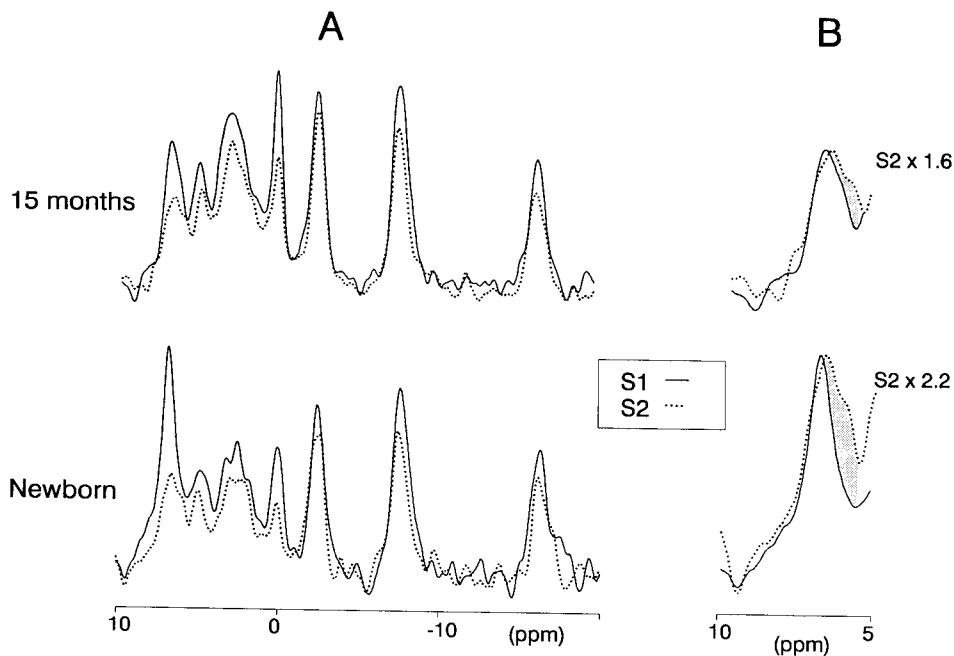 A
B
15 months
S2 x 1.6
S1
S2
S2 x 2.2
Newborn
10 0 -10 (ppm)
10 (ppm) 5